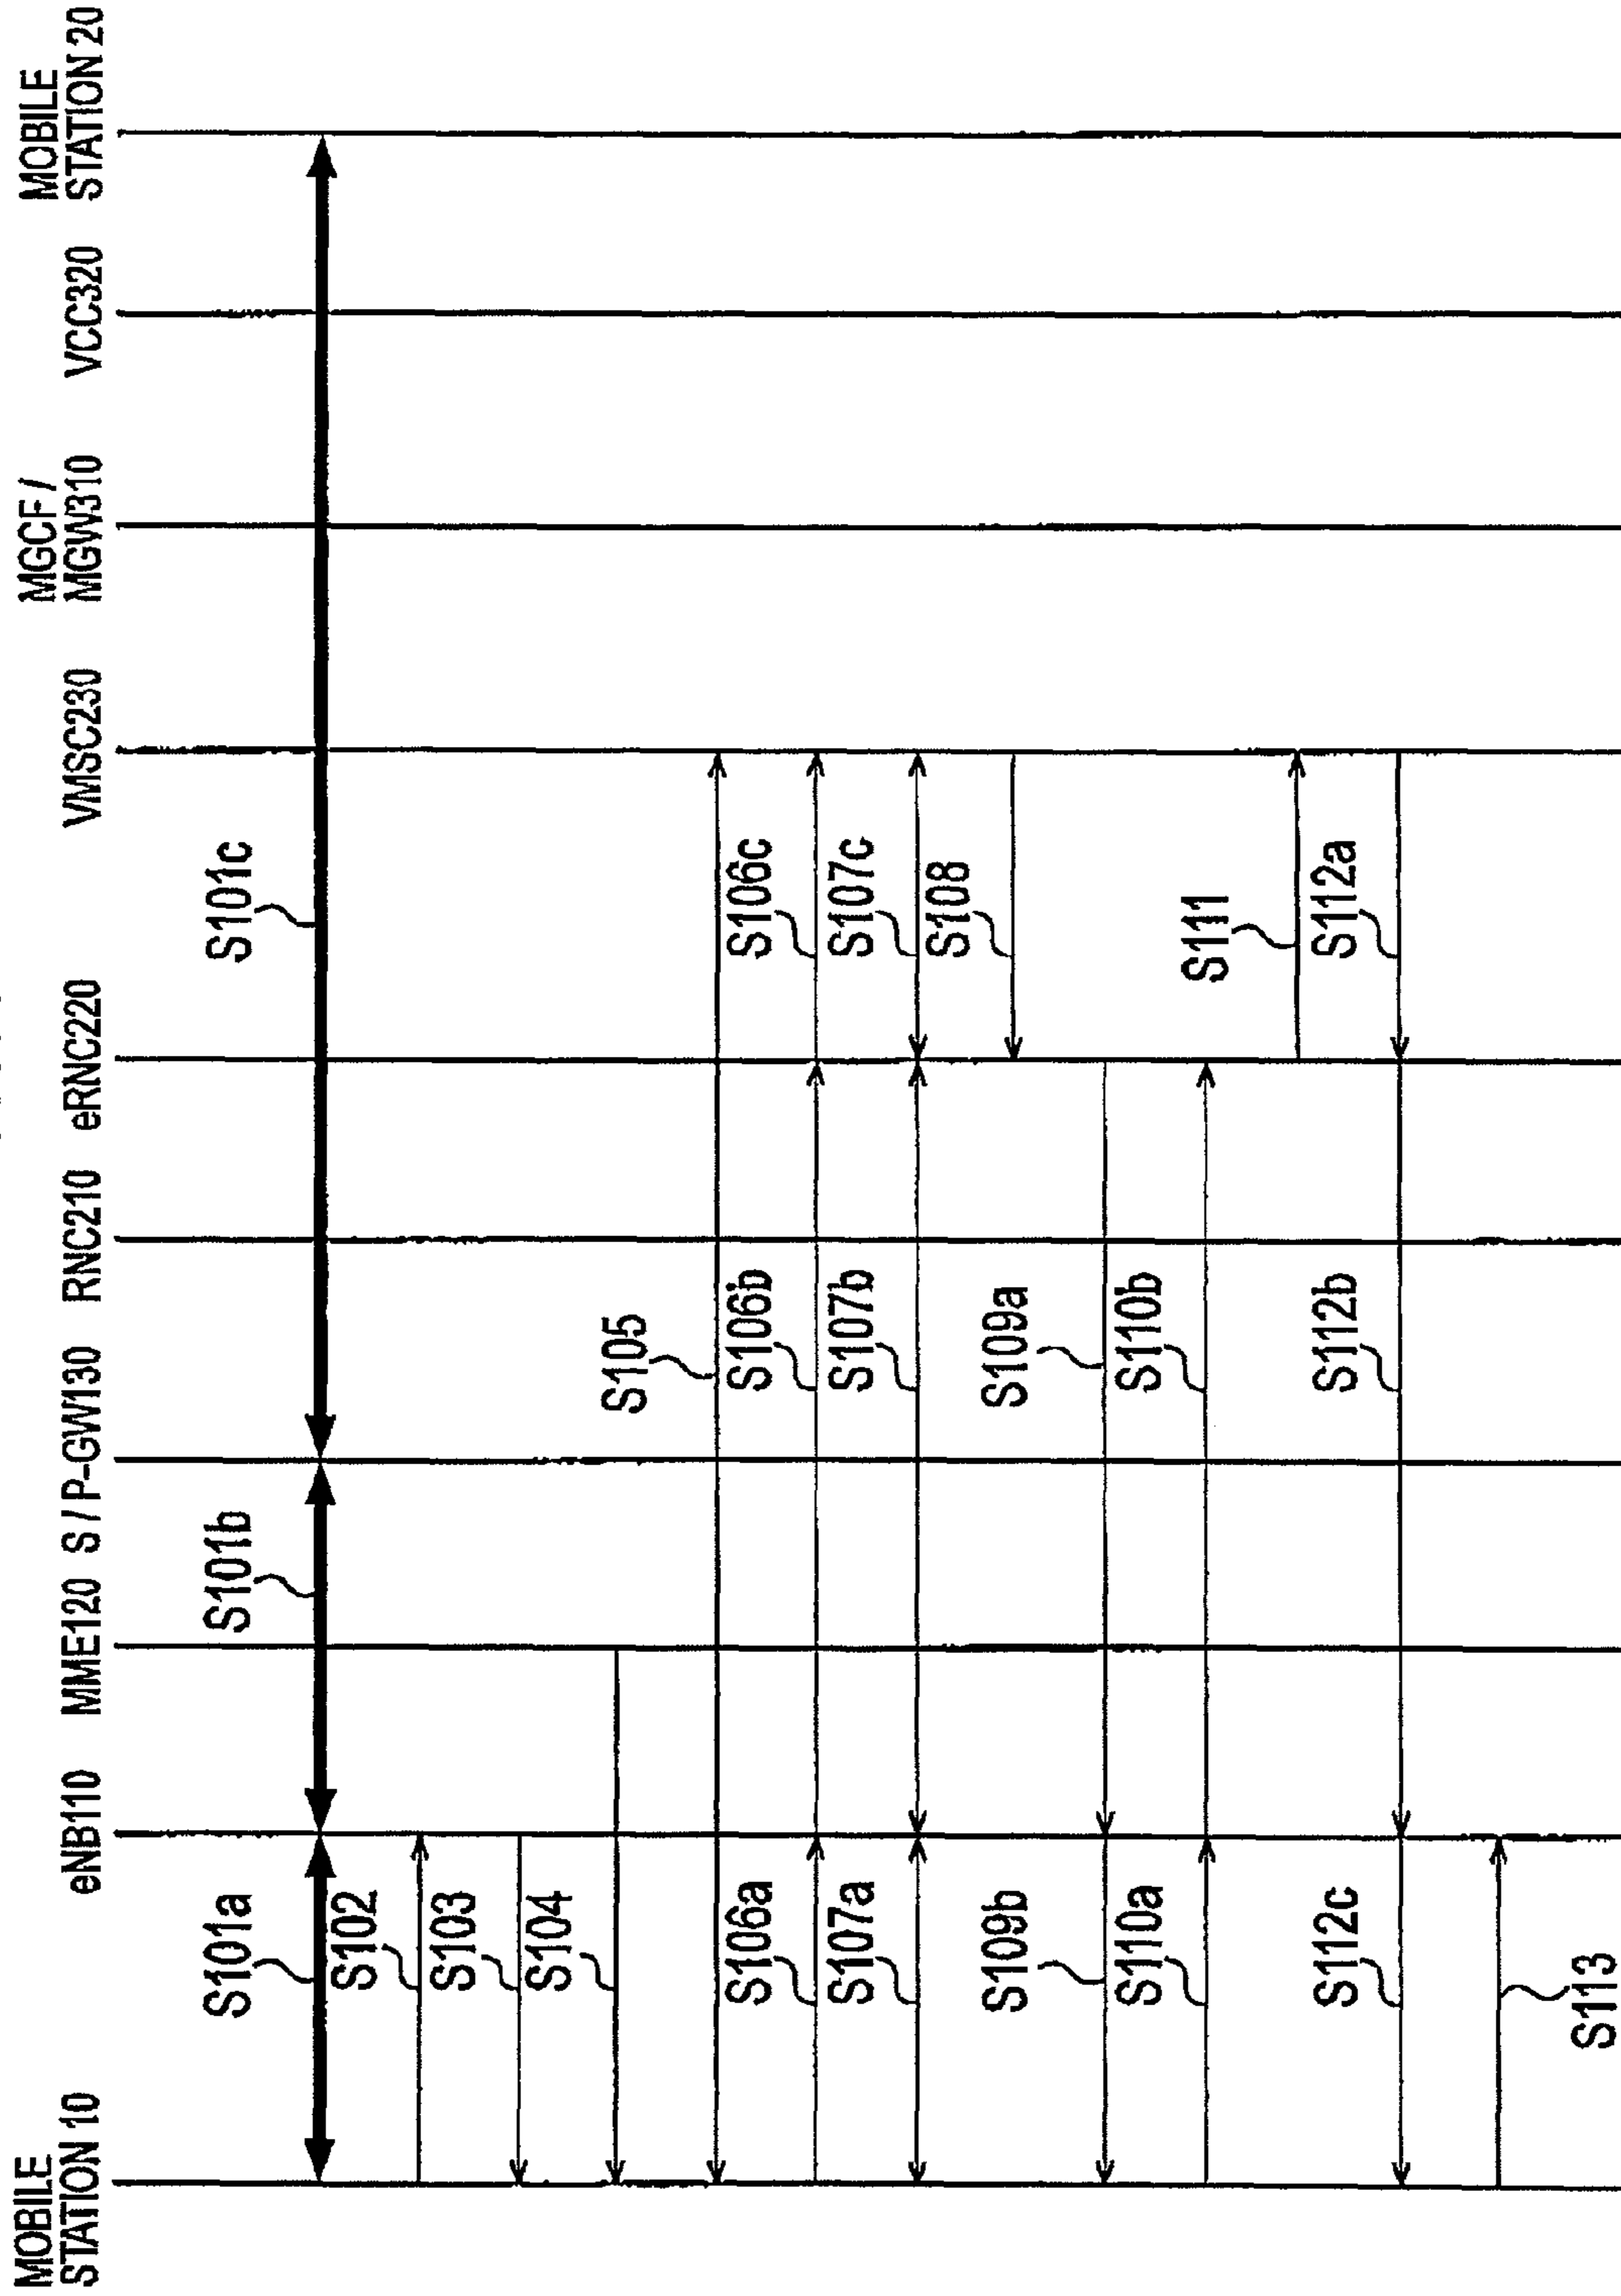 MOBILE
STATION 10
eNB110
MME120
S / P-GW130
RNC210
eRNC220
VMSC230
MGCF /
MGW310
VCC320
MOBILE
STATION 20
S101a
S101b
S101c
S102
S103
S104
S105
S106a
S106b
S106c
S107a
S107b
S107c
S108
S109a
S109b
S110a
S110b
S111
S112a
S112b
S112c
S113